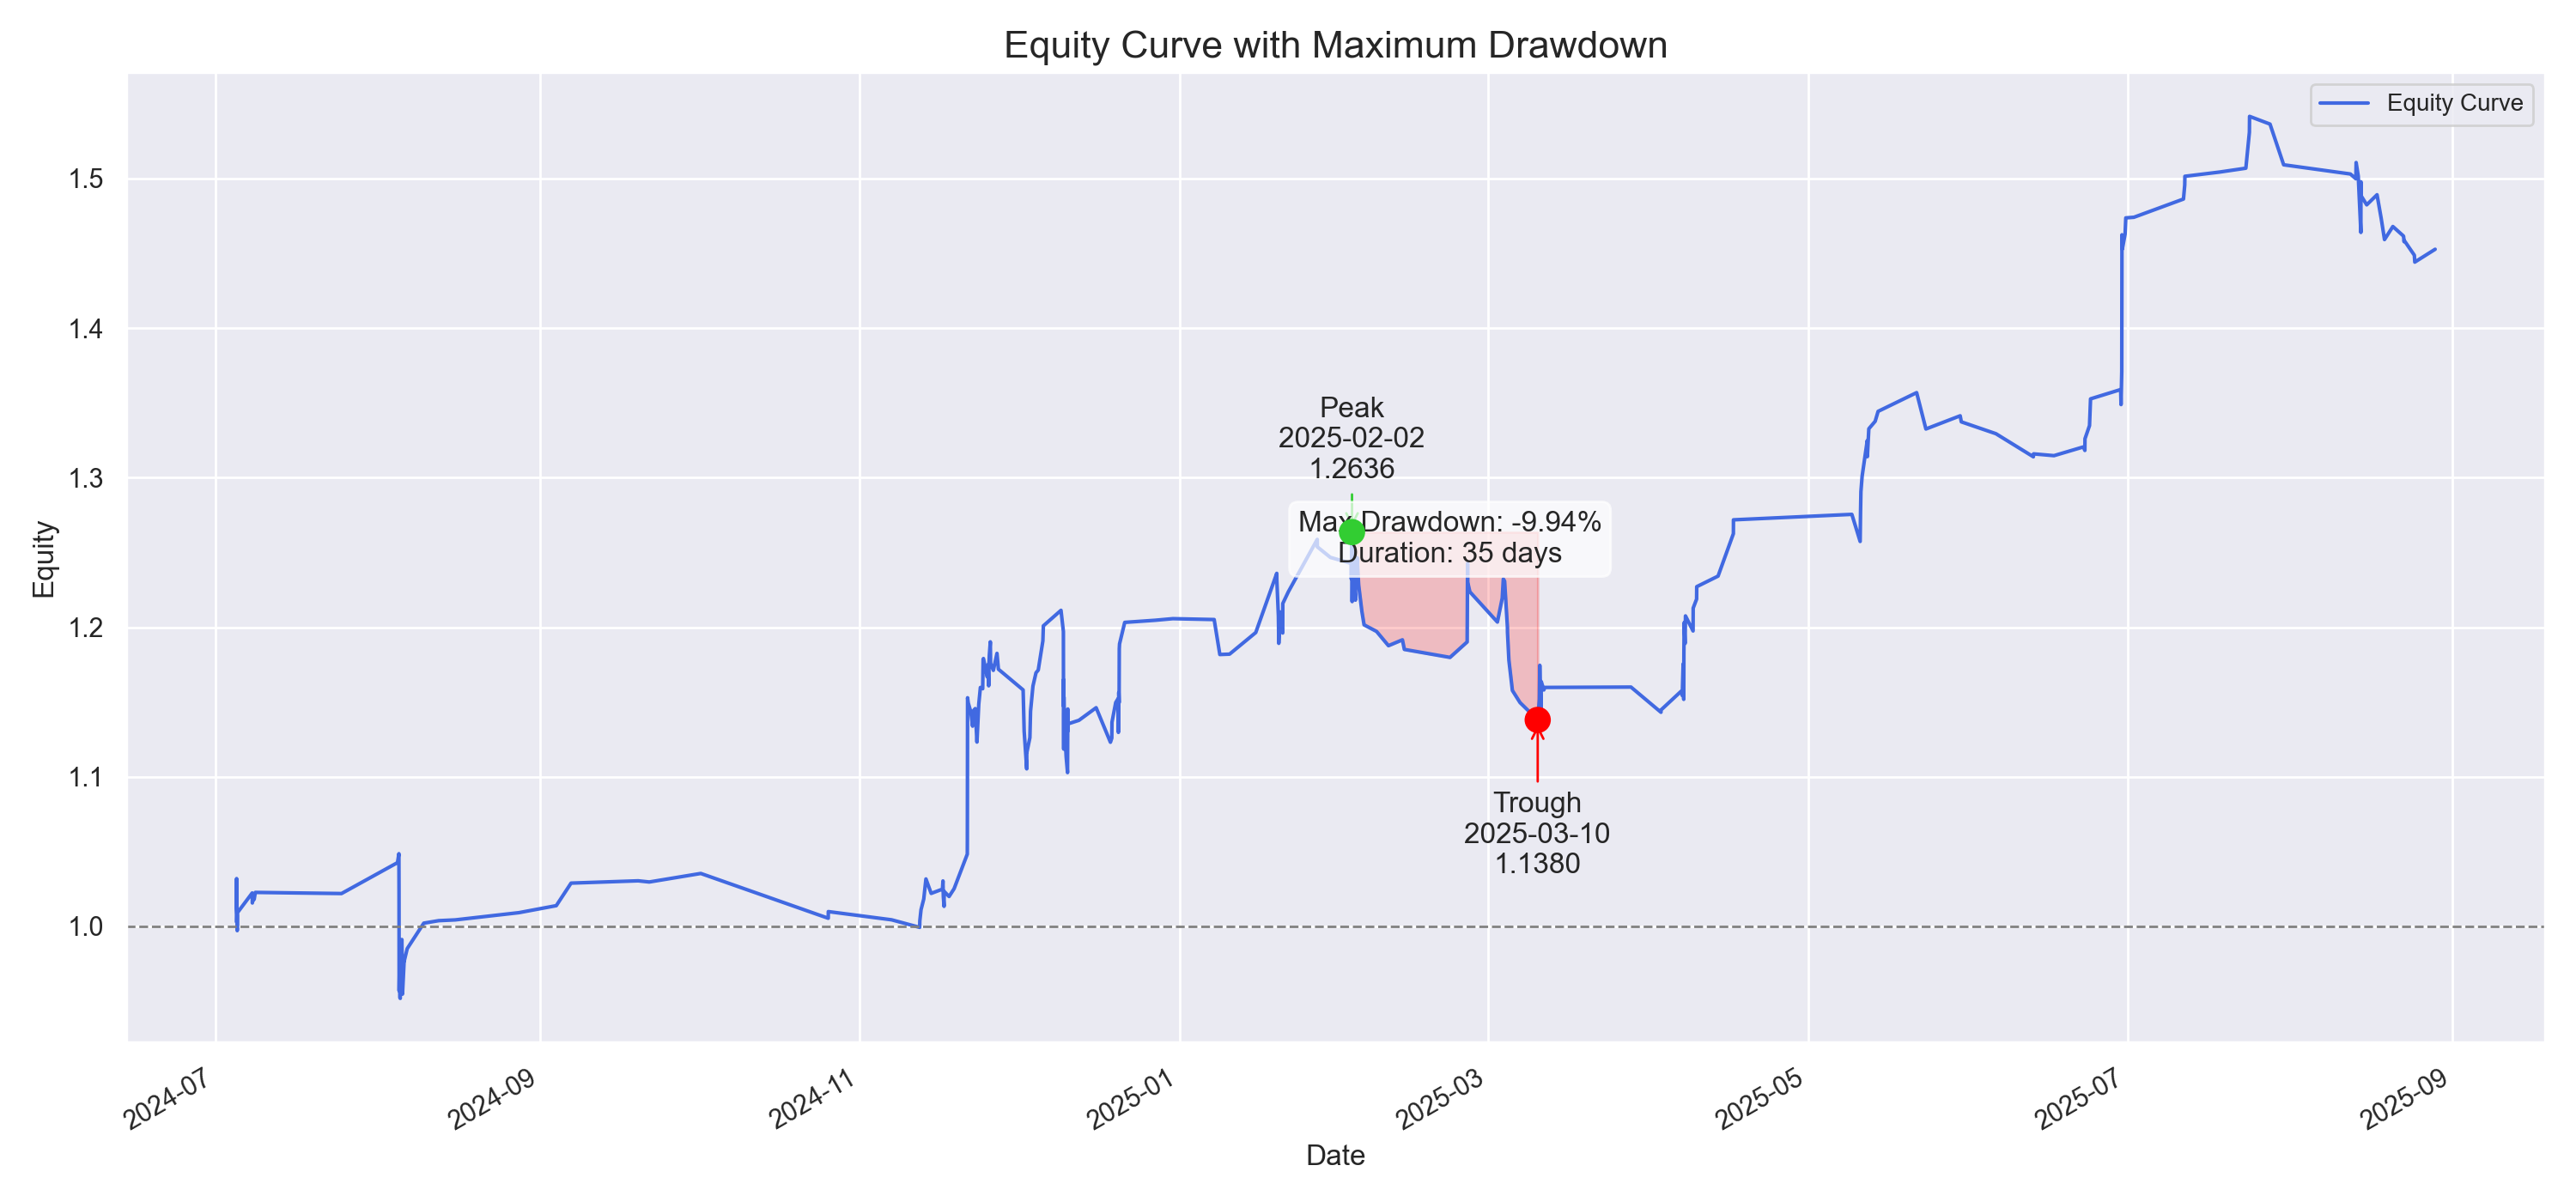 Equity Curve with Maximum Drawdown
Equity Curve
1.5
1.4
1.3
1.2
1.1
1.0
Equity
Peak
2025-02-02
1.2636
Max Drawdown: -9.94%
Duration: 35 days
Trough
2025-03-10
1.1380
2024-07
2024-09
2024-11
2025-01
2025-03
2025-05
2025-07
2025-09
Date